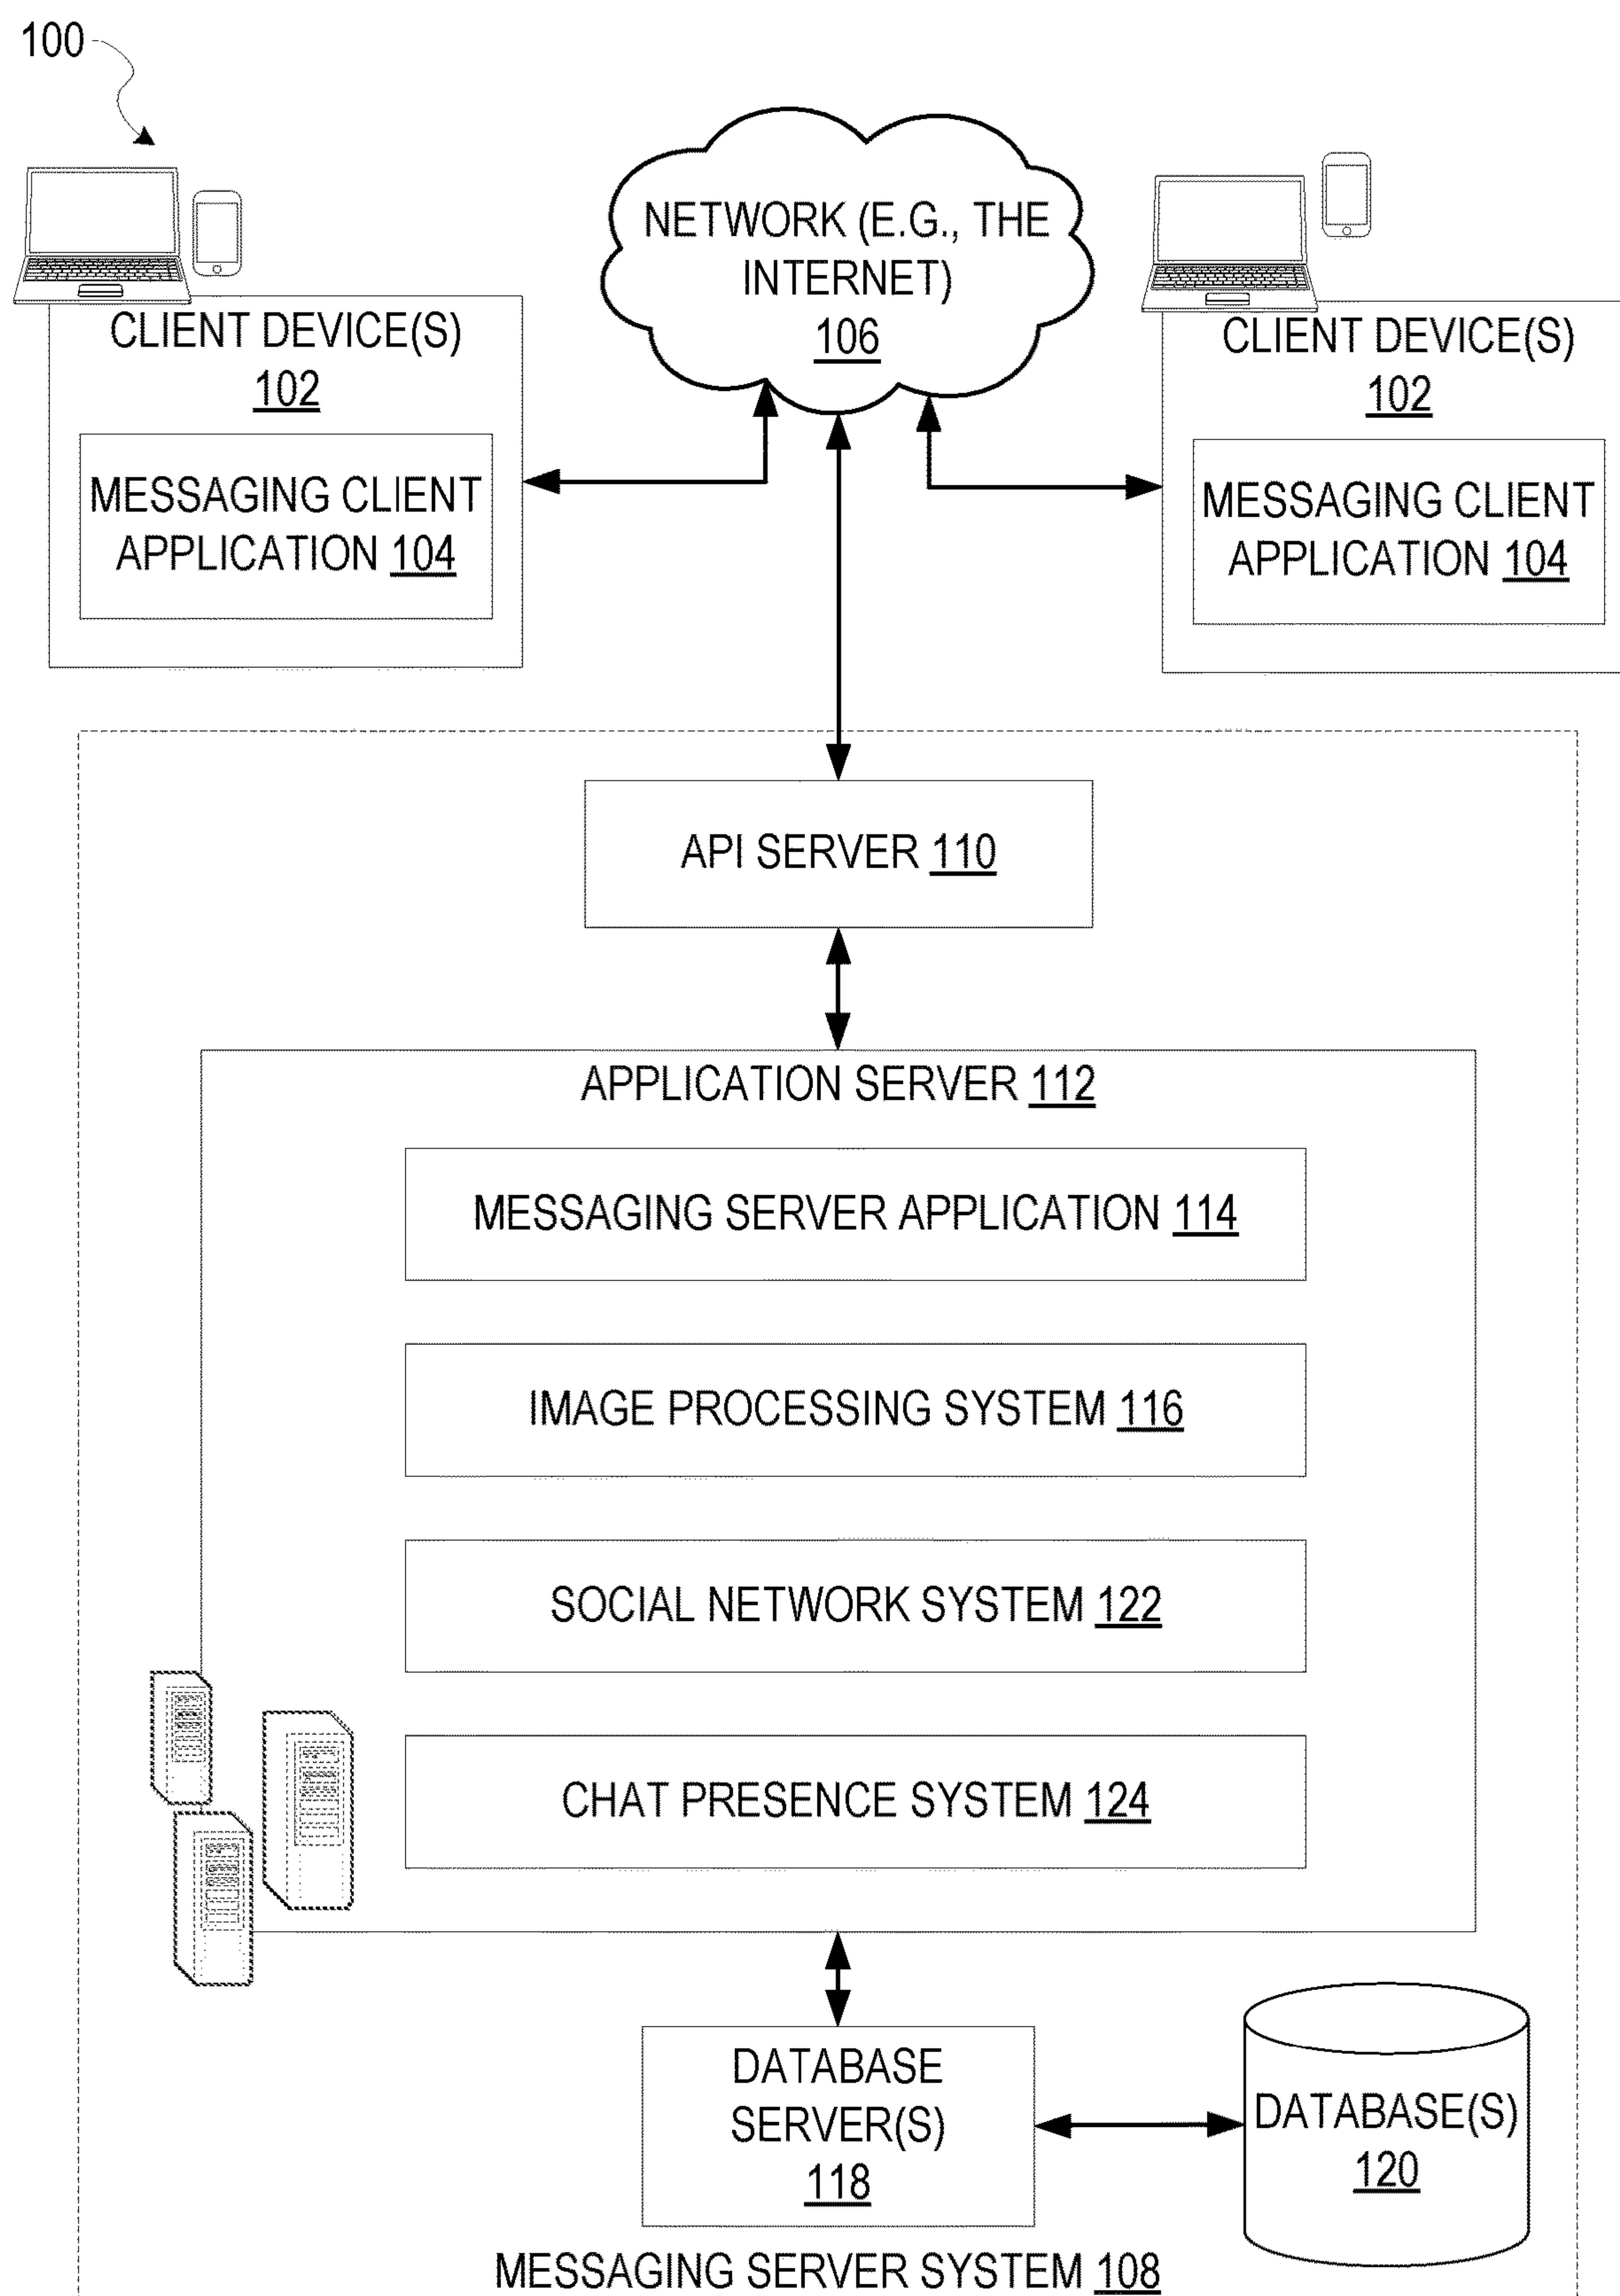 100
NETWORK (E.G., THE
INTERNET)
106
CLIENT DEVICE(S)
102
MESSAGING CLIENT
APPLICATION 104
CLIENT DEVICE(S)
102
MESSAGING CLIENT
APPLICATION 104
API SERVER 110
APPLICATION SERVER 112
MESSAGING SERVER APPLICATION 114
IMAGE PROCESSING SYSTEM 116
SOCIAL NETWORK SYSTEM 122
CHAT PRESENCE SYSTEM 124
DATABASE
SERVER(S)
118
DATABASE(S)
120
MESSAGING SERVER SYSTEM 108